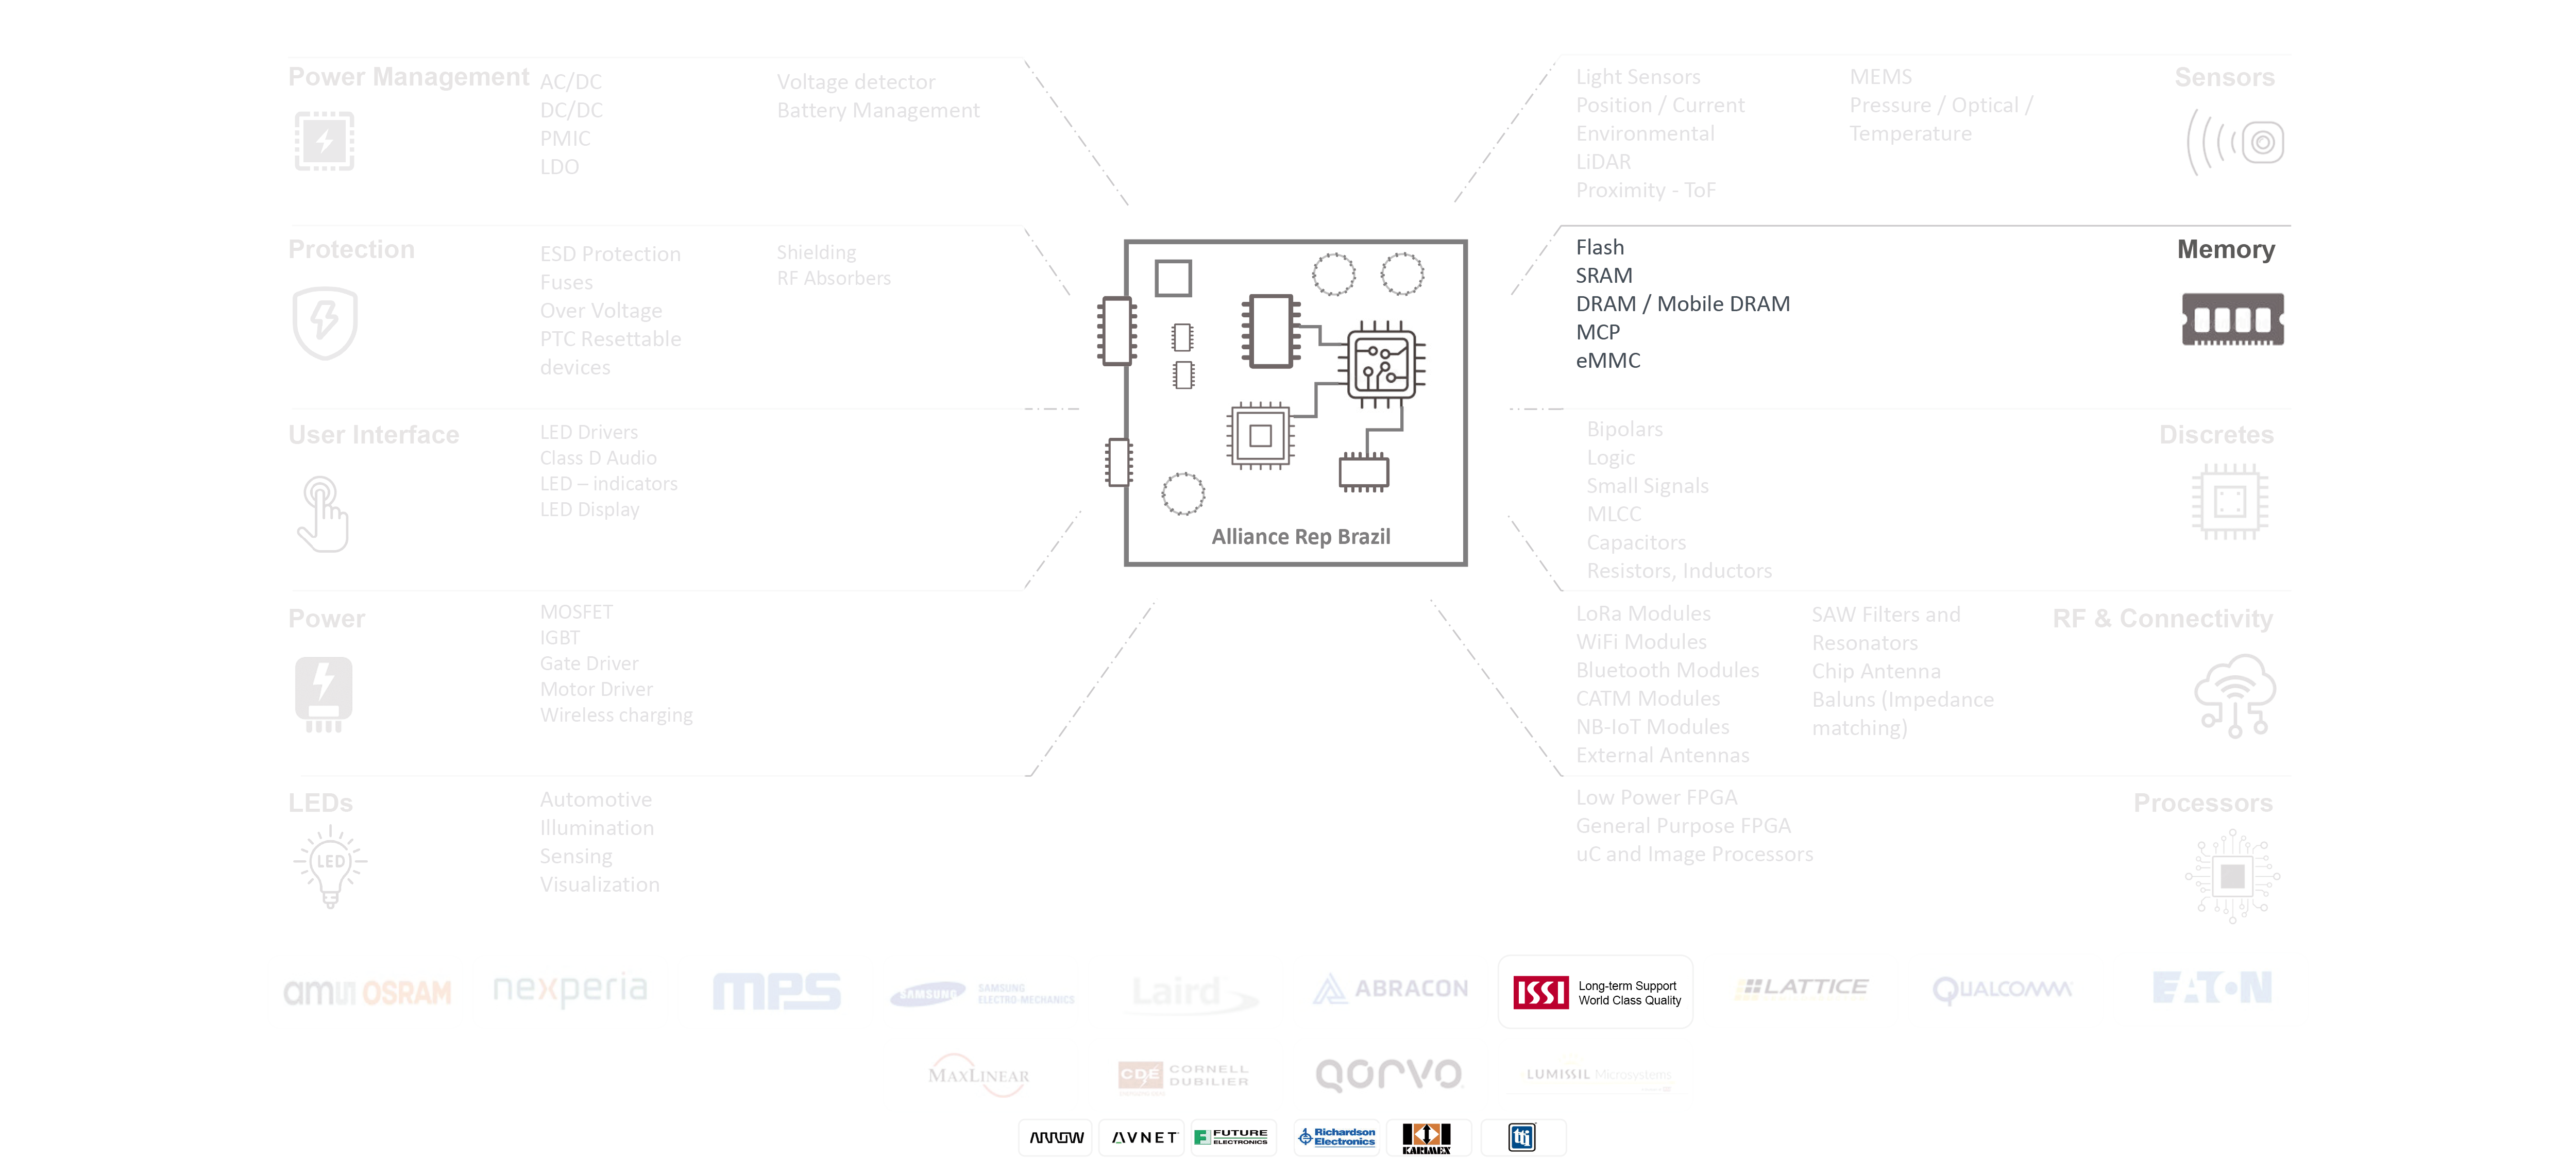 Power Management
AC/DC
DC/DC
PMIC
LDO
Voltage detector
Battery Management
Protection
ESD Protection
Fuses
Over Voltage
PTC Resettable
devices
Shielding
RF Absorbers
User Interface
LED Drivers
Class D Audio
LED – indicators
LED Display
Power
MOSFET
IGBT
Gate Driver
Motor Driver
Wireless charging
LEDs
LED
Automotive
Illumination
Sensing
Visualization
Alliance Rep Brazil
Light Sensors
Position / Current
Environmental
LiDAR
Proximity - ToF
MEMS
Pressure / Optical /
Temperature
Sensors
Flash
SRAM
DRAM / Mobile DRAM
MCP
eMMC
Memory
Bipolars
Logic
Small Signals
MLCC
Capacitors
Resistors, Inductors
Discretes
LoRa Modules
WiFi Modules
Bluetooth Modules
CATM Modules
NB-IoT Modules
External Antennas
SAW Filters and
Resonators
Chip Antenna
Baluns (Impedance
matching)
RF & Connectivity
Low Power FPGA
General Purpose FPGA
uC and Image Processors
Processors
amu OSRAM
nexperia
mps
SAMSUNG
SAMSUNG
ELECTRO-MECHANICS
Laird
ABRACON
ISSI
Long-term Support
World Class Quality
LATTICE
QUALCOMM
EATON
MAXLINEAR
CDE
CORNELL
DUBILIER
QORVO
LUMISSIL Microsystems
ARROW
AVNET
F
FUTURE
ELECTRONICS
Richardson
Electronics
KARIMEX
tti